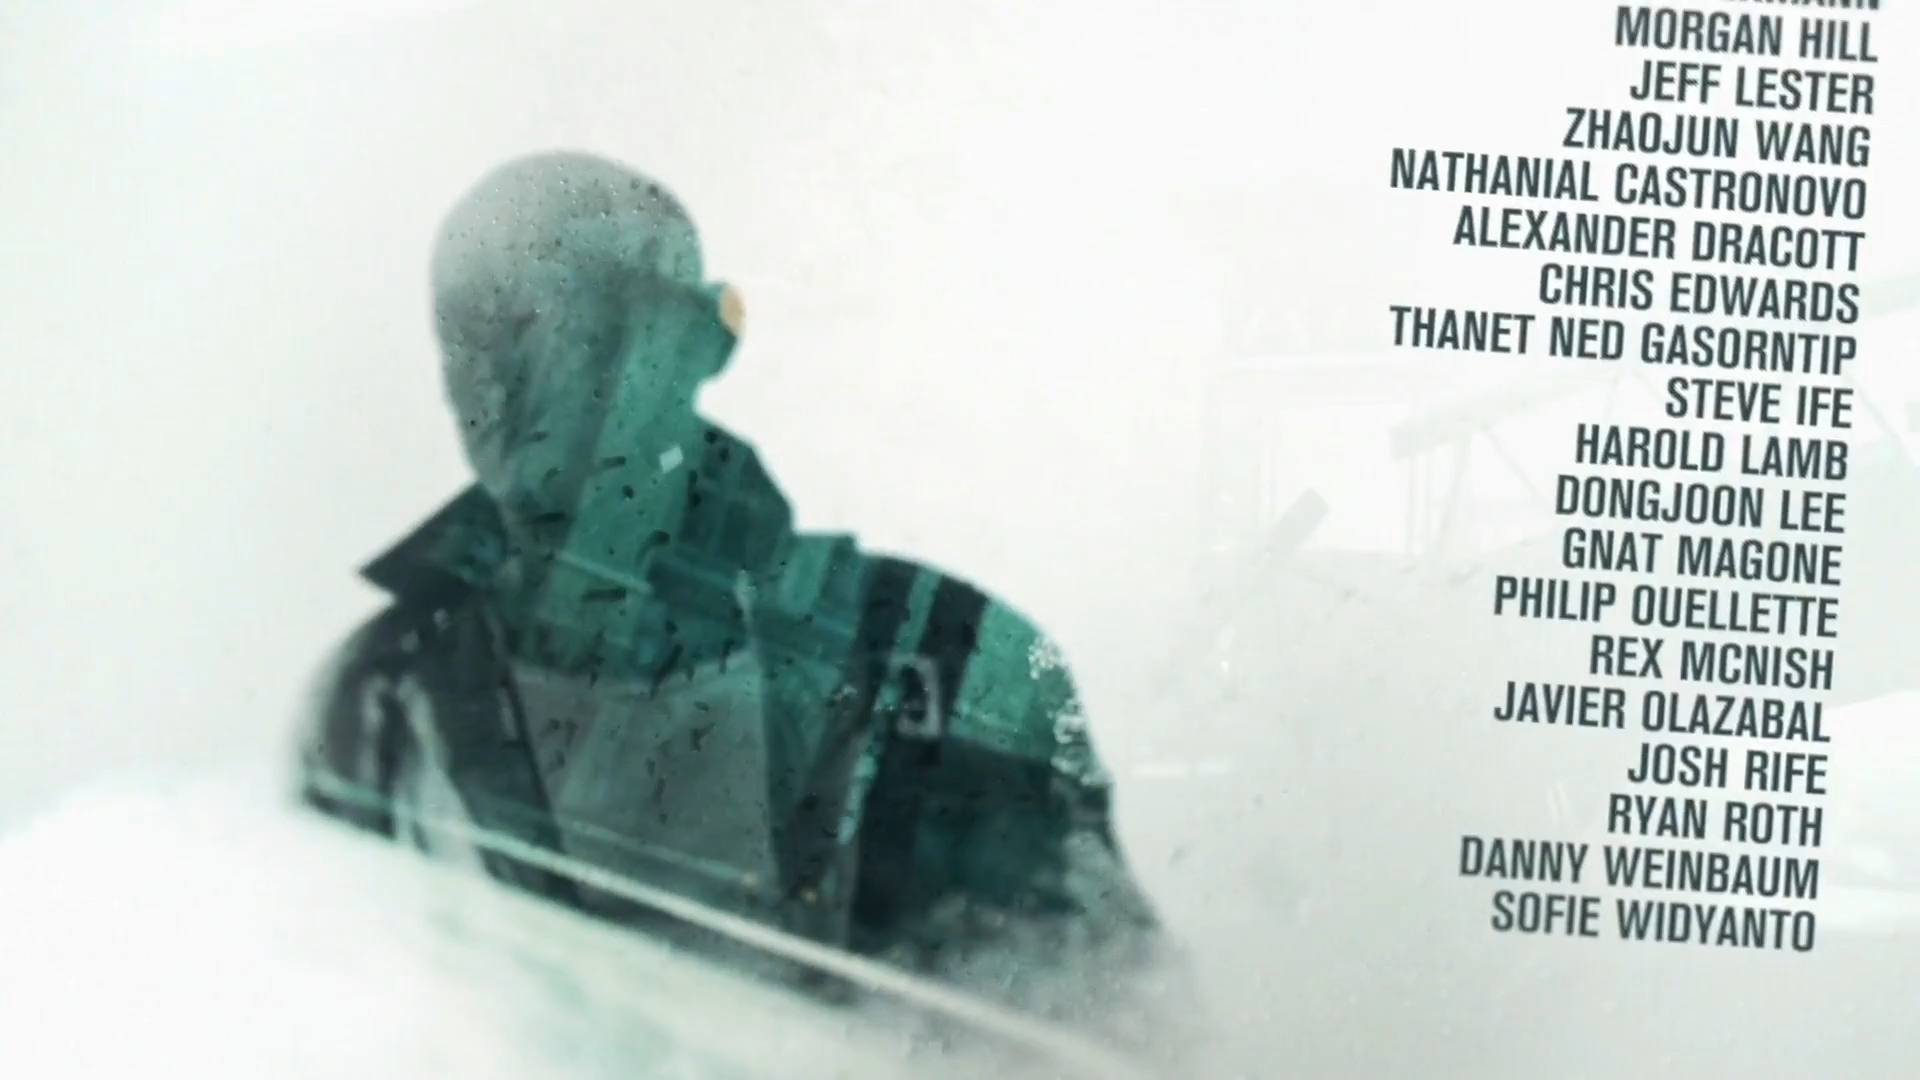 MORGAN HILL
JEFF LESTER
ZHAOJUN WANG
NATHANIAL CASTRONOVO
ALEXANDER DRACOTT
CHRIS EDWARDS
THANET NED GASORNTIP
STEVE IFE
HAROLD LAMB
DONGJOON LEE
GNAT MAGONE
PHILIP OUELLETTE
REX MCNISH
JAVIER OLAZABAL
JOSH RIFE
RYAN ROTH
DANNY WEINBAUM
SOFIE WIDYANTO